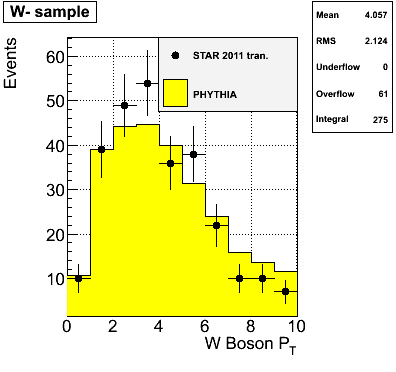 W- sample
Mean 4.057
RMS 2.124
Underflow 0
Overflow 61
Integral 275
Events
STAR 2011 tran.
PHYTHIA
60
50
40
30
20
10
0 2 4 6 8 10
W Boson P_T